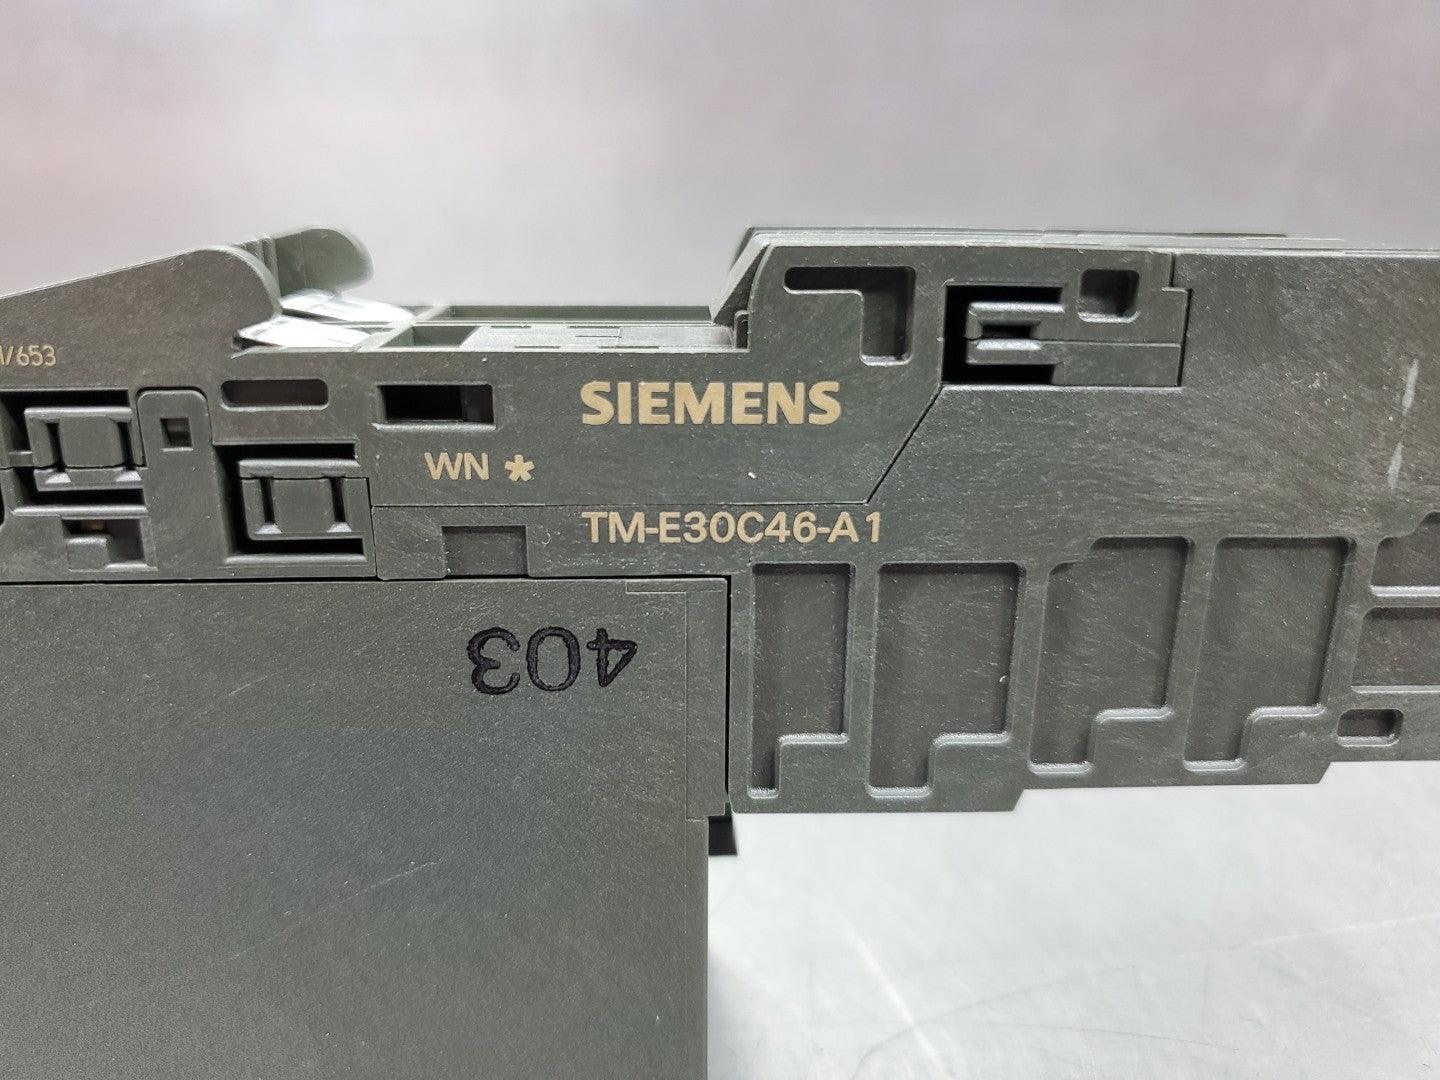 /653
SIEMENS
WN *
TM-E30C46-A1
403